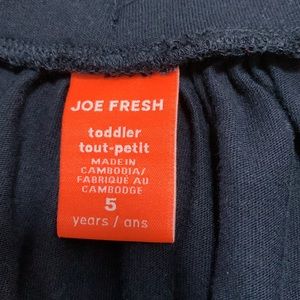 JOE FRESH
toddler
tout-petit
MADE IN
CAMBODIA/
FABRIQUÉ AU
CAMBODGE
5
years / ans